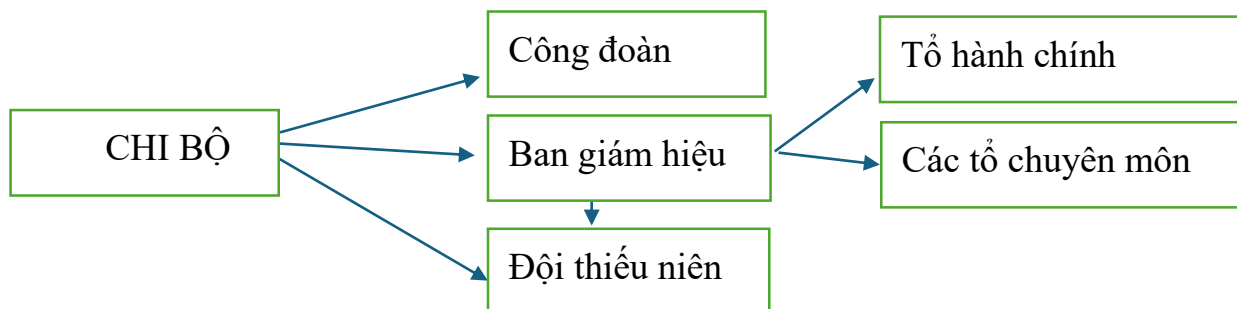 Công đoàn
Tổ hành chính
CHI BỘ
Ban giám hiệu
Các tổ chuyên môn
Đội thiếu niên